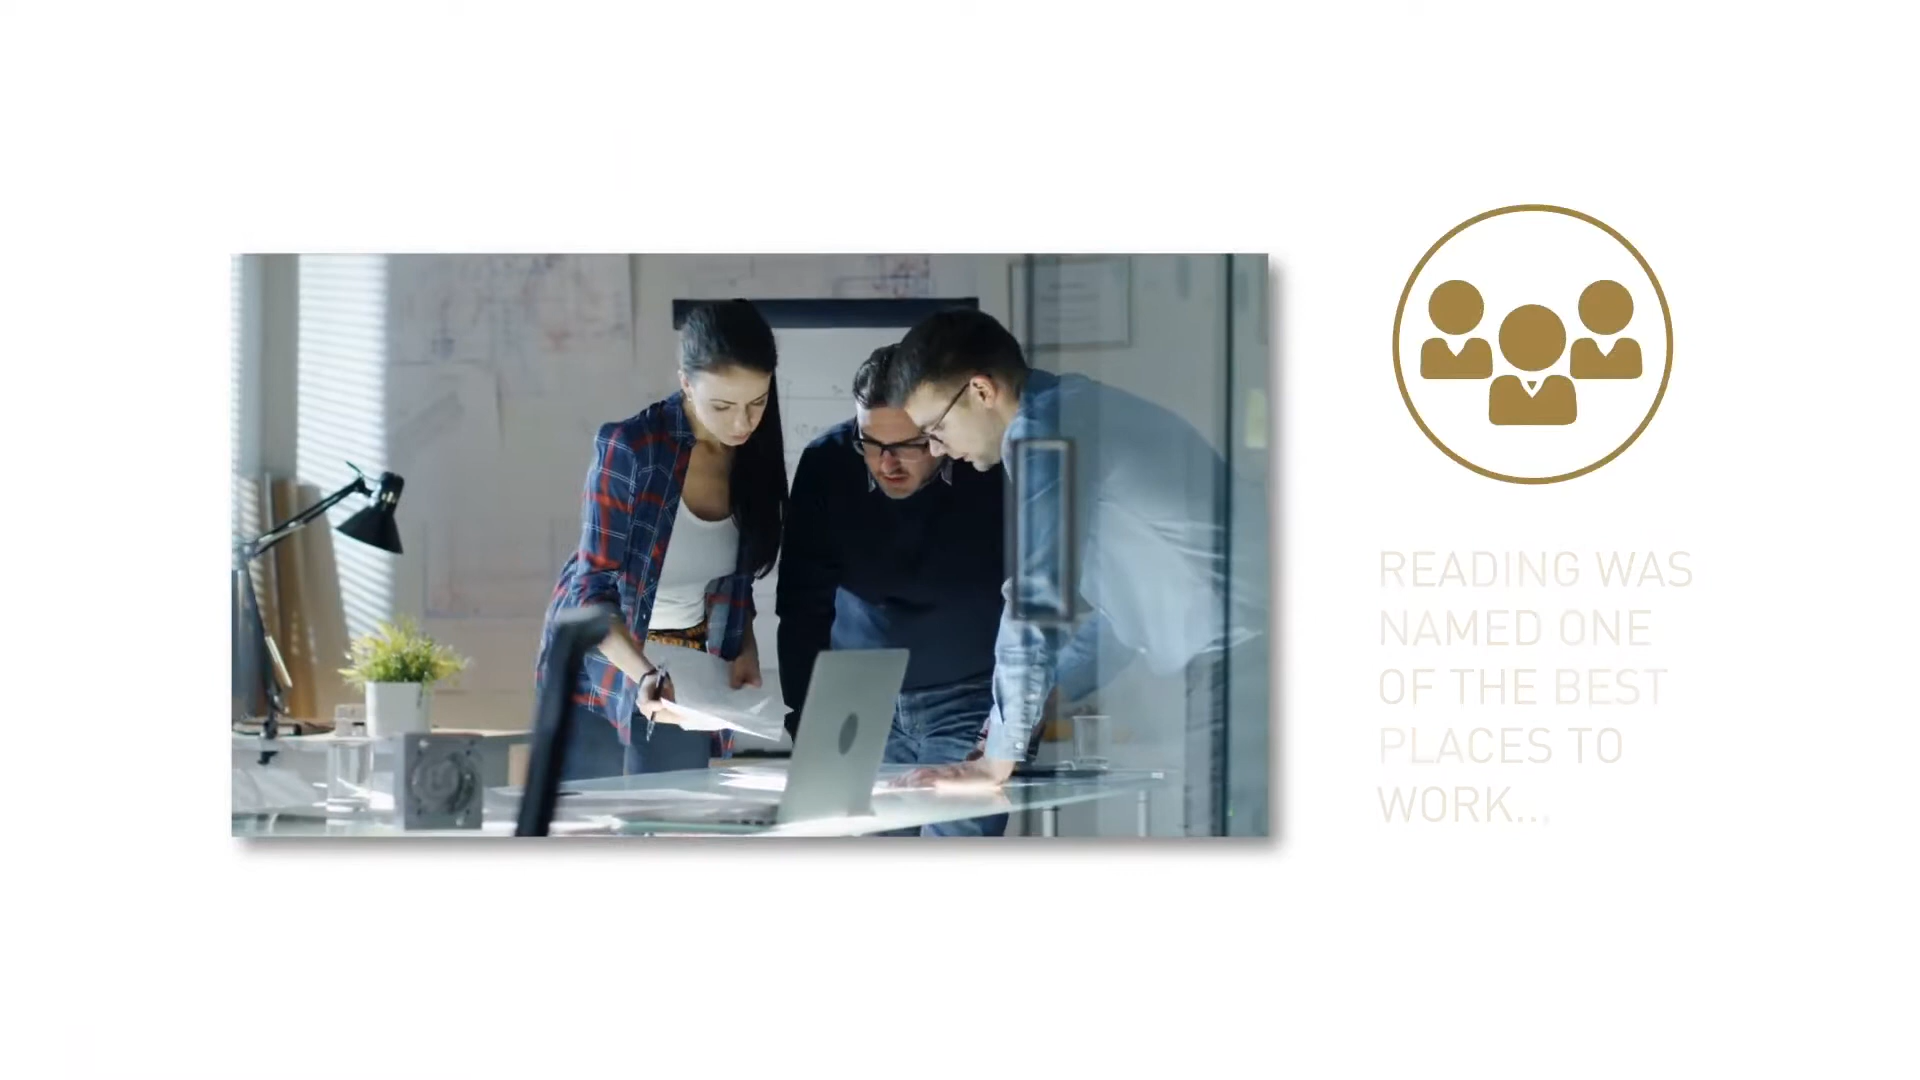 READING WAS
NAMED ONE
OF THE BEST
PLACES TO
WORK...